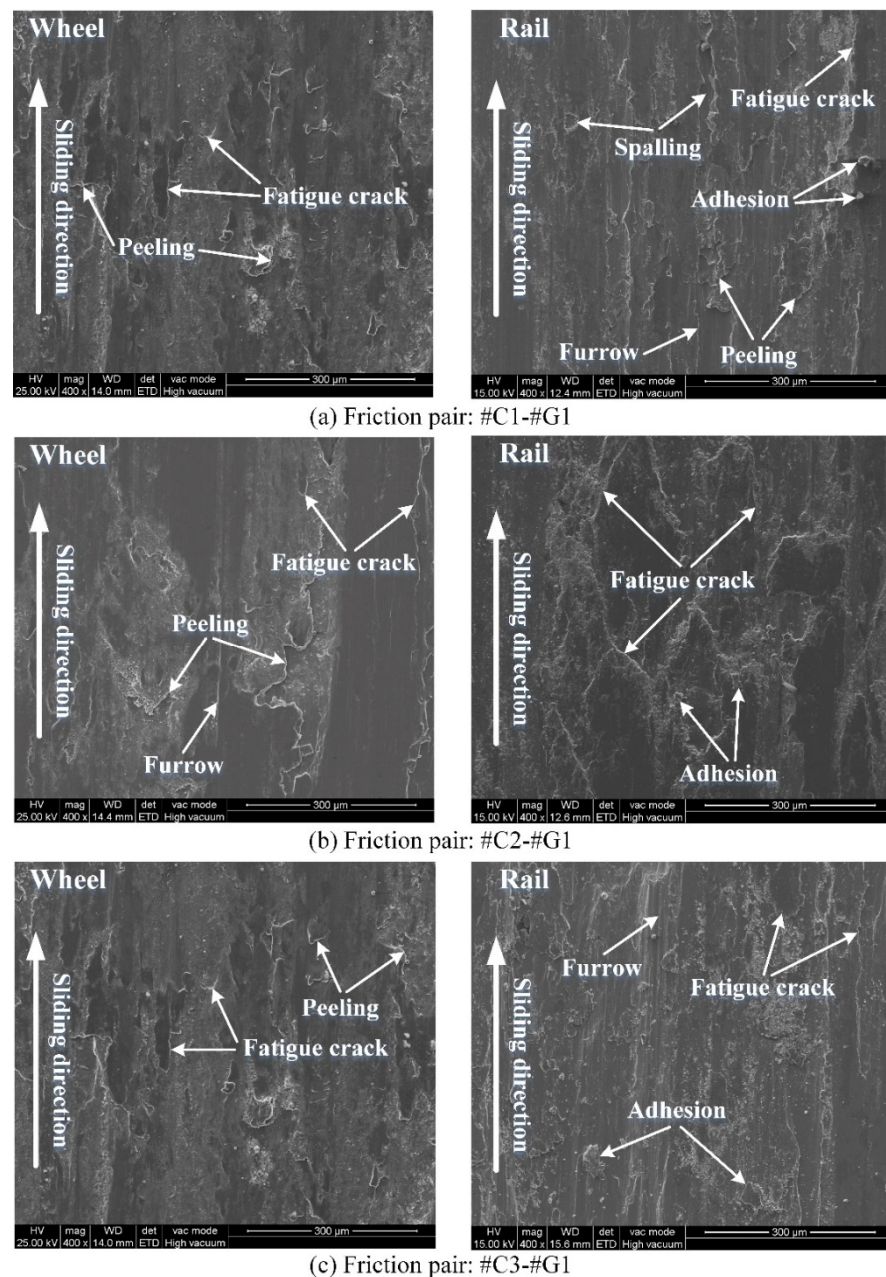 Wheel
Sliding direction
Fatigue crack
Peeling
HV mag WD det vac mode
25.00 kV 400 x 14.0 mm ETD High vacuum 300 µm
Rail
Sliding direction
Fatigue crack
Spalling
Adhesion
Furrow
Peeling
HV mag WD det vac mode
15.00 kV 400 x 12.4 mm ETD High vacuum 300 µm
(a) Friction pair: #C1-#G1
Wheel
Sliding direction
Fatigue crack
Peeling
Furrow
HV mag WD det vac mode
25.00 kV 400 x 14.4 mm ETD High vacuum 300 µm
Rail
Sliding direction
Fatigue crack
Adhesion
HV mag WD det vac mode
15.00 kV 400 x 12.6 mm ETD High vacuum 300 µm
(b) Friction pair: #C2-#G1
Wheel
Sliding direction
Peeling
Fatigue crack
HV mag WD det vac mode
25.00 kV 400 x 14.0 mm ETD High vacuum 300 µm
Rail
Sliding direction
Furrow
Fatigue crack
Adhesion
HV mag WD det vac mode
15.00 kV 400 x 15.6 mm ETD High vacuum 300 µm
(c) Friction pair: #C3-#G1